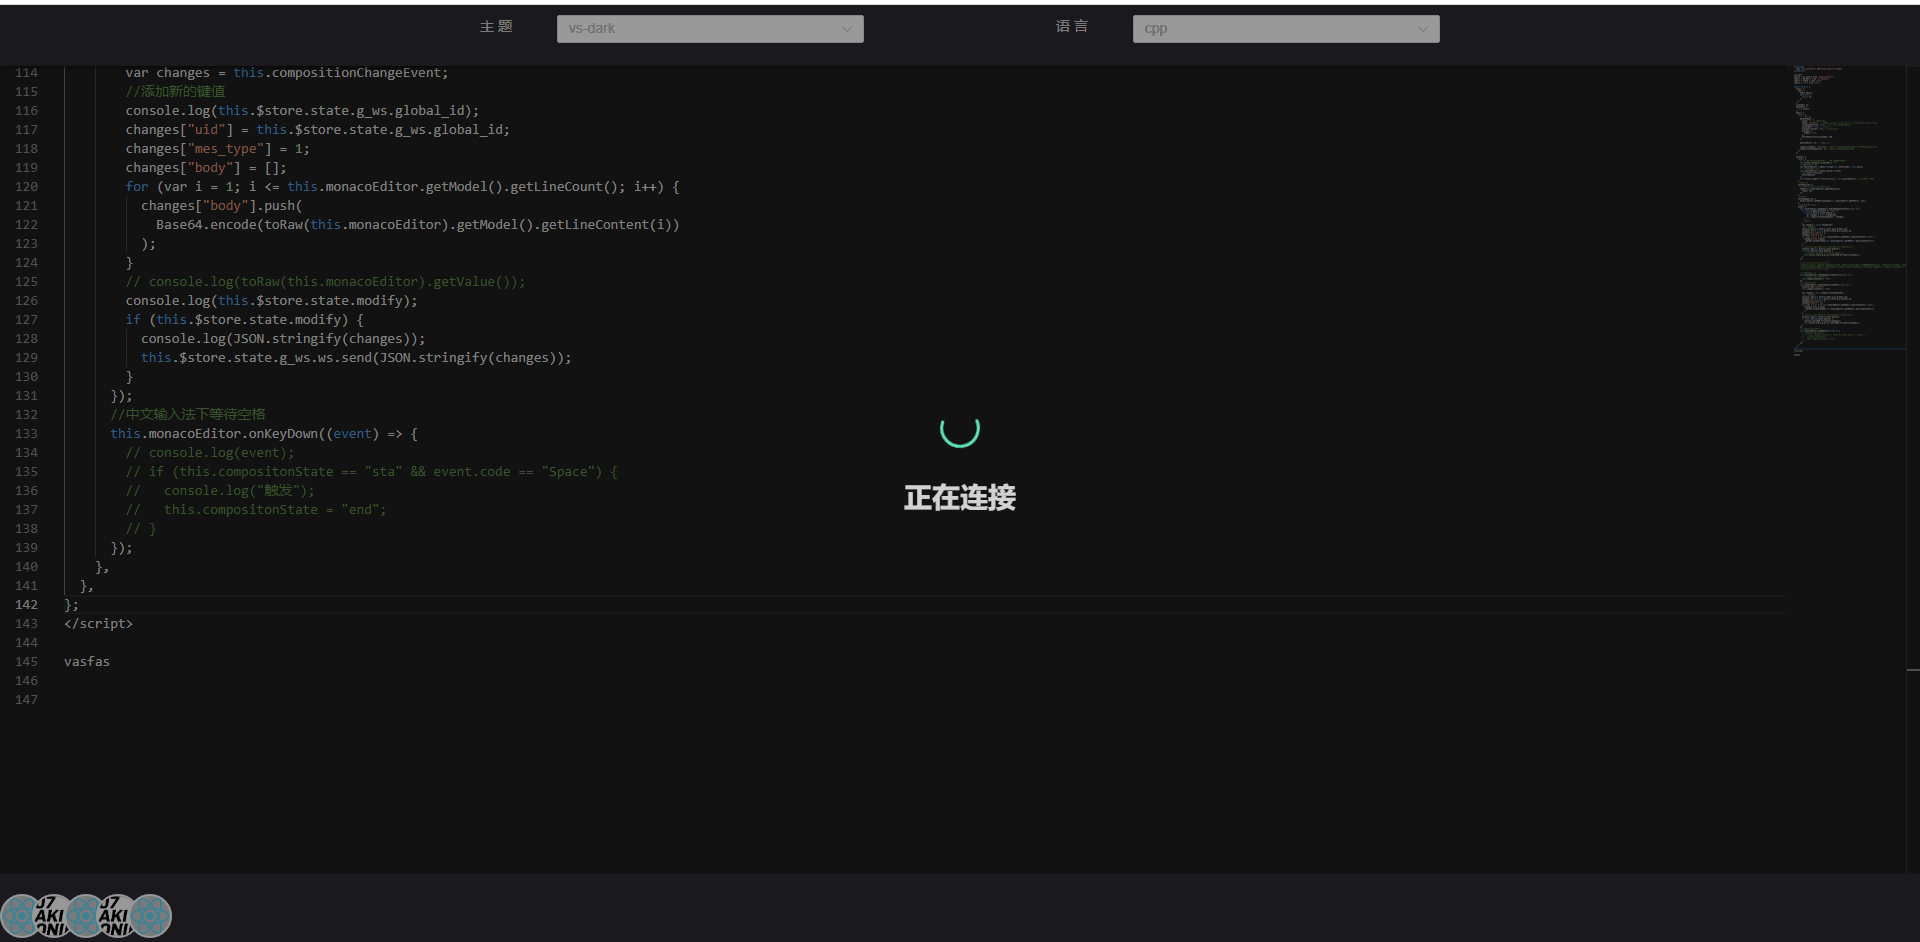 主 题
vs-dark
语 言
cpp
114 var changes = this.compositionChangeEvent;
115 //添加新的键值
116 console.log(this.$store.state.g_ws.global_id);
117 changes["uid"] = this.$store.state.g_ws.global_id;
118 changes["mes_type"] = 1;
119 changes["body"] = [];
120 for (var i = 1; i <= this.monacoEditor.getModel().getLineCount(); i++) {
121 changes["body"].push(
122 Base64.encode(toRaw(this.monacoEditor).getModel().getLineContent(i))
123 );
124 }
125 // console.log(toRaw(this.monacoEditor).getValue());
126 console.log(this.$store.state.modify);
127 if (this.$store.state.modify) {
128 console.log(JSON.stringify(changes));
129 this.$store.state.g_ws.ws.send(JSON.stringify(changes));
130 }
131 });
132 //中文输入法下等待空格
133 this.monacoEditor.onKeyDown((event) => {
134 // console.log(event);
135 // if (this.compositonState == "sta" && event.code == "Space") {
136 //   console.log("触发");
137 //   this.compositonState = "end";
138 // }
139 });
140 },
141 },
142 };
143 </script>
144
145 vasfas
146
147
正在连接